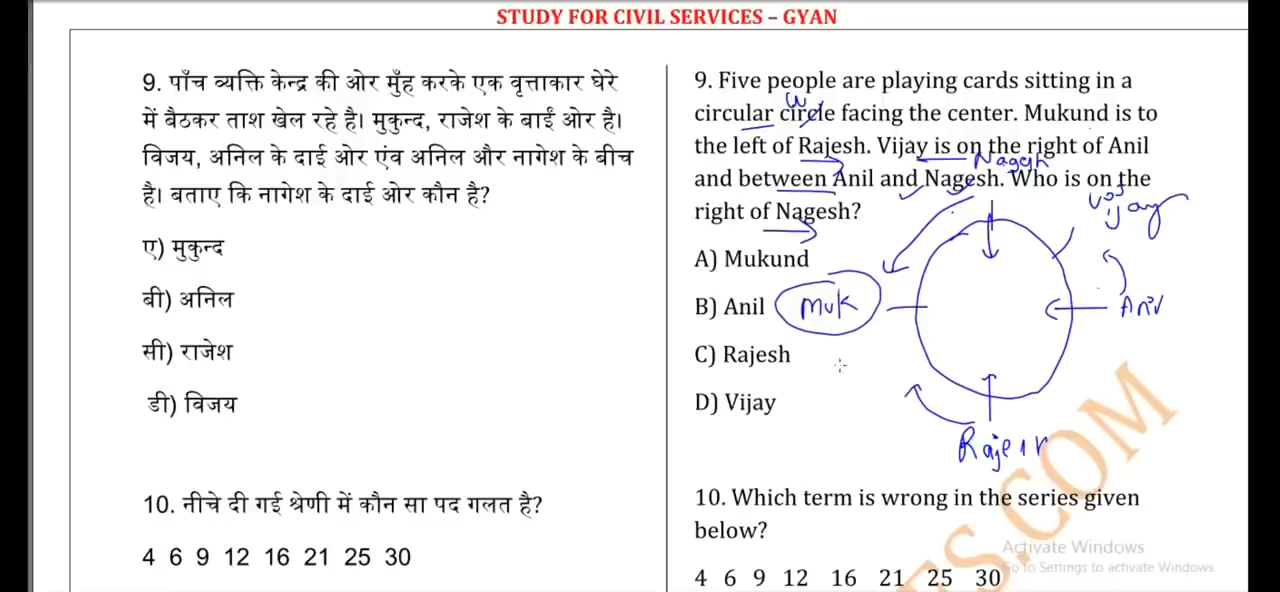 STUDY FOR CIVIL SERVICES – GYAN
9. पाँच व्यक्ति केन्द्र की ओर मुँह करके एक वृत्ताकार घेरे
में बैठकर ताश खेल रहे है। मुकुन्द, राजेश के बाईं ओर है।
विजय, अनिल के दाई ओर एंव अनिल और नागेश के बीच
है। बताए कि नागेश के दाई ओर कौन है?
ए) मुकुन्द
बी) अनिल
सी) राजेश
डी) विजय
10. नीचे दी गई श्रेणी में कौन सा पद गलत है?
4 6 9 12 16 21 25 30
9. Five people are playing cards sitting in a
circular circle facing the center. Mukund is to
the left of Rajesh. Vijay is on the right of Anil
and between Anil and Nagesh. Who is on the
right of Nagesh?
A) Mukund
B) Anil
C) Rajesh
D) Vijay
Nagesh
Vijay
Muk
Anil
10. Which term is wrong in the series given
below?
4 6 9 12 16 21 25 30
Activate Windows
Go to Settings to activate Windows.